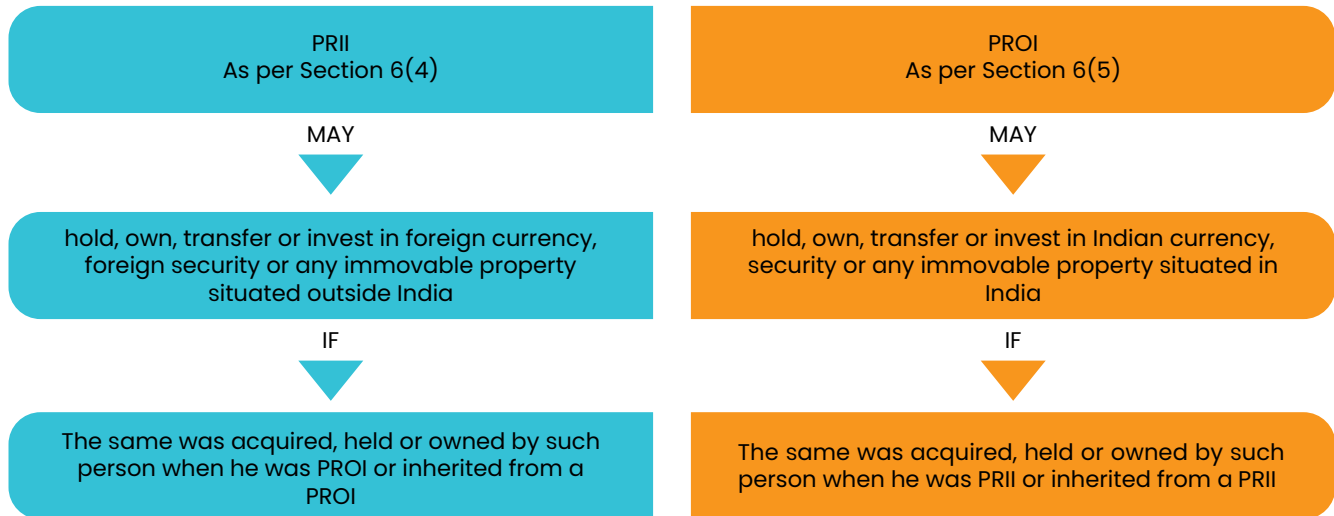 PRII
As per Section 6(4)
MAY
hold, own, transfer or invest in foreign currency,
foreign security or any immovable property
situated outside India
IF
The same was acquired, held or owned by such
person when he was PROI or inherited from a
PROI
PROI
As per Section 6(5)
MAY
hold, own, transfer or invest in Indian currency,
security or any immovable property situated in
India
IF
The same was acquired, held or owned by such
person when he was PRII or inherited from a PRII